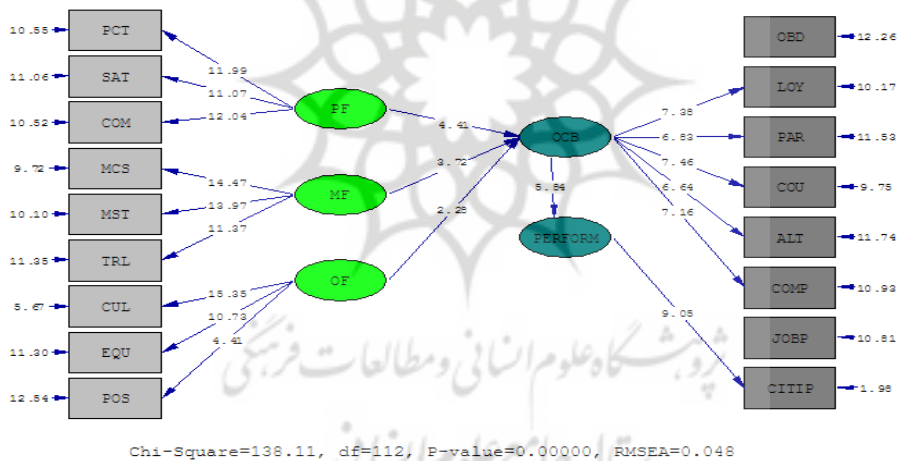 10.55 PCT OBD 12.26
11.06 SAT 11.99 LOY 10.17
11.07
10.52 COM 12.04 PF 4.41 OCB 7.38 PAR 11.53
6.83
9.72 MCS 14.47 3.72 7.46 COU 9.75
10.10 MST 13.97 MF 5.84 6.64 ALT 11.74
11.37 2.28 7.16
11.35 TRL PERFORM COMP 10.93
5.67 CUL 15.35 OF
11.30 EQU 10.73 9.05 JOBP 10.81
4.41
12.54 POS CITIP 1.98
پژوهشگاه علوم انسانی و مطالعات فرهنگی
Chi-Square=138.11, df=112, P-value=0.00000, RMSEA=0.048